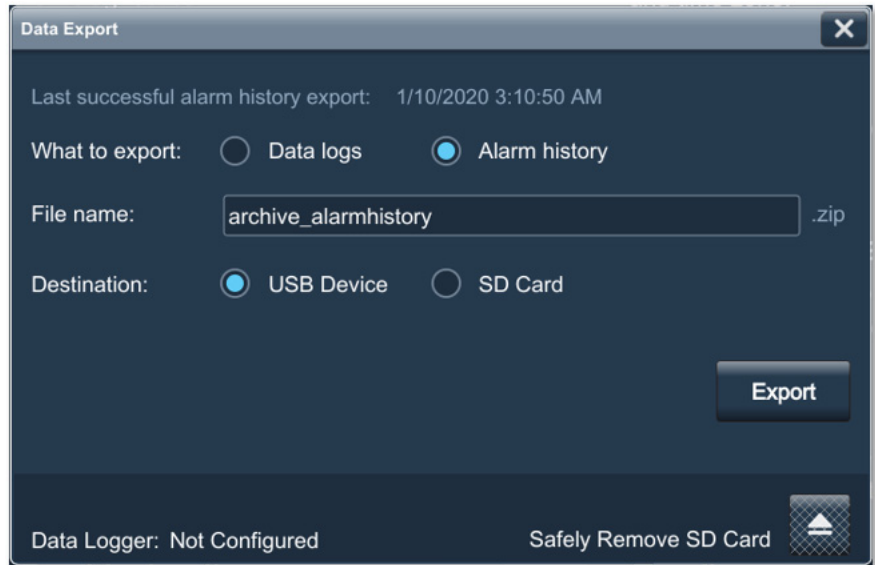 Data Export
Last successful alarm history export: 1/10/2020 3:10:50 AM
What to export: Data logs Alarm history
File name: archive_alarmhistory .zip
Destination: USB Device SD Card
Export
Data Logger: Not Configured Safely Remove SD Card